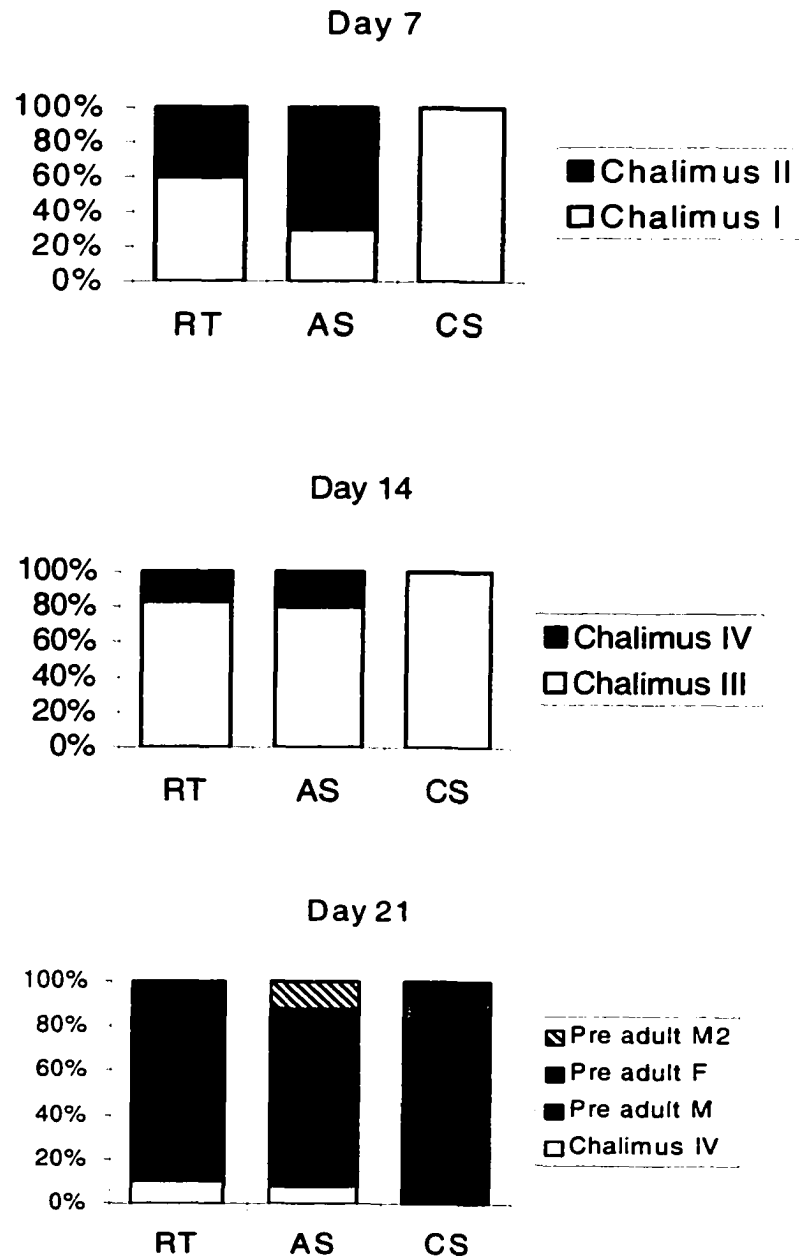 Day 7
100%
80%
60%
40%
20%
0%
RT AS CS
Chalimus II
Chalimus I
Day 14
100%
80%
60%
40%
20%
0%
RT AS CS
Chalimus IV
Chalimus III
Day 21
100%
80%
60%
40%
20%
0%
RT AS CS
Pre adult M2
Pre adult F
Pre adult M
Chalimus IV